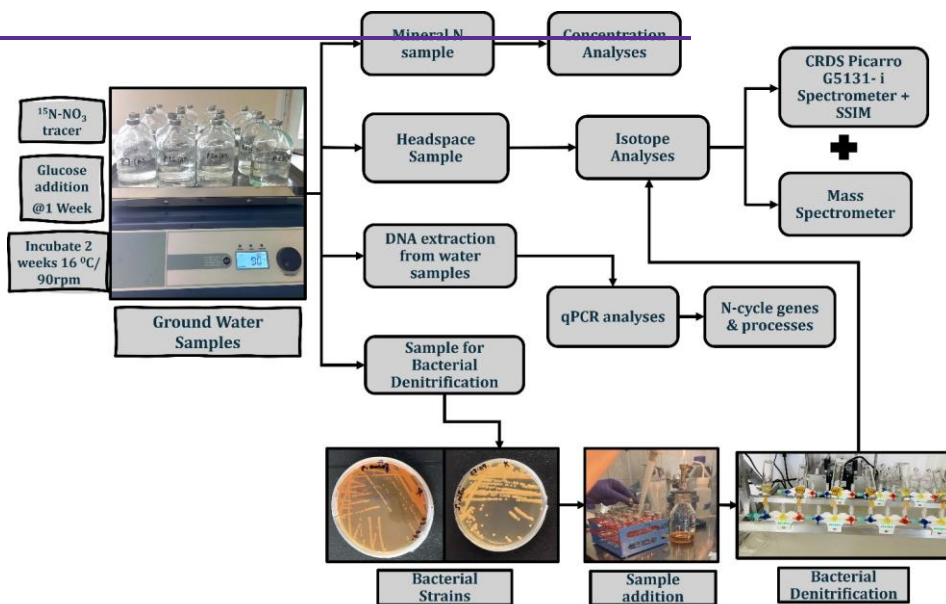 Mineral N
sample
Concentration
Analyses
CRDS Picarro
G5131- i
Spectrometer +
SSIM
¹⁵N-NO₃
tracer
Glucose
addition
@1 Week
Incubate 2
weeks 16 ⁰C/
90rpm
Headspace
Sample
Isotope
Analyses
Mass
Spectrometer
90
Ground Water
Samples
DNA extraction
from water
samples
qPCR analyses
N-cycle genes
& processes
Sample for
Bacterial
Denitrification
Bacterial
Strains
Sample
addition
Bacterial
Denitrification